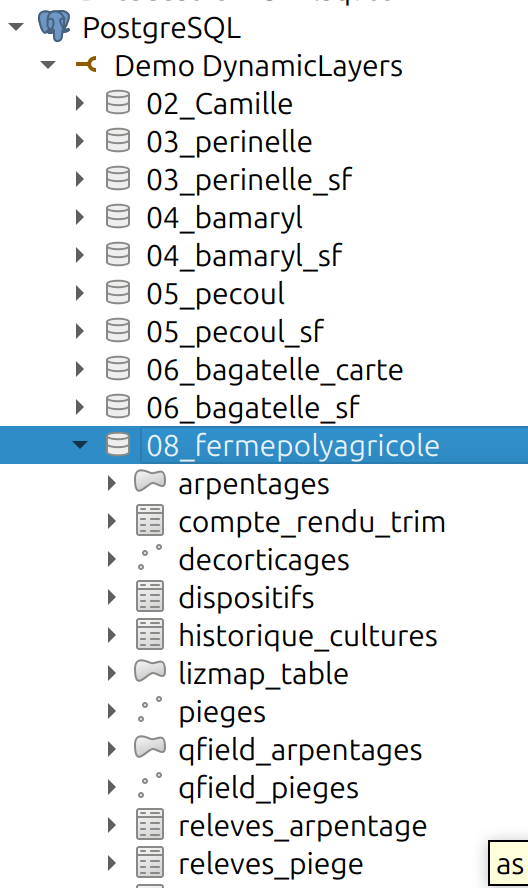 PostgreSQL
Demo DynamicLayers
02_Camille
03_perinelle
03_perinelle_sf
04_bamaryl
04_bamaryl_sf
05_pecoul
05_pecoul_sf
06_bagatelle_carte
06_bagatelle_sf
08_fermepolyagricole
arpentages
compte_rendu_trim
decorticages
dispositifs
historique_cultures
lizmap_table
pieges
qfield_arpentages
qfield_pieges
releves_arpentage
releves_piege
as